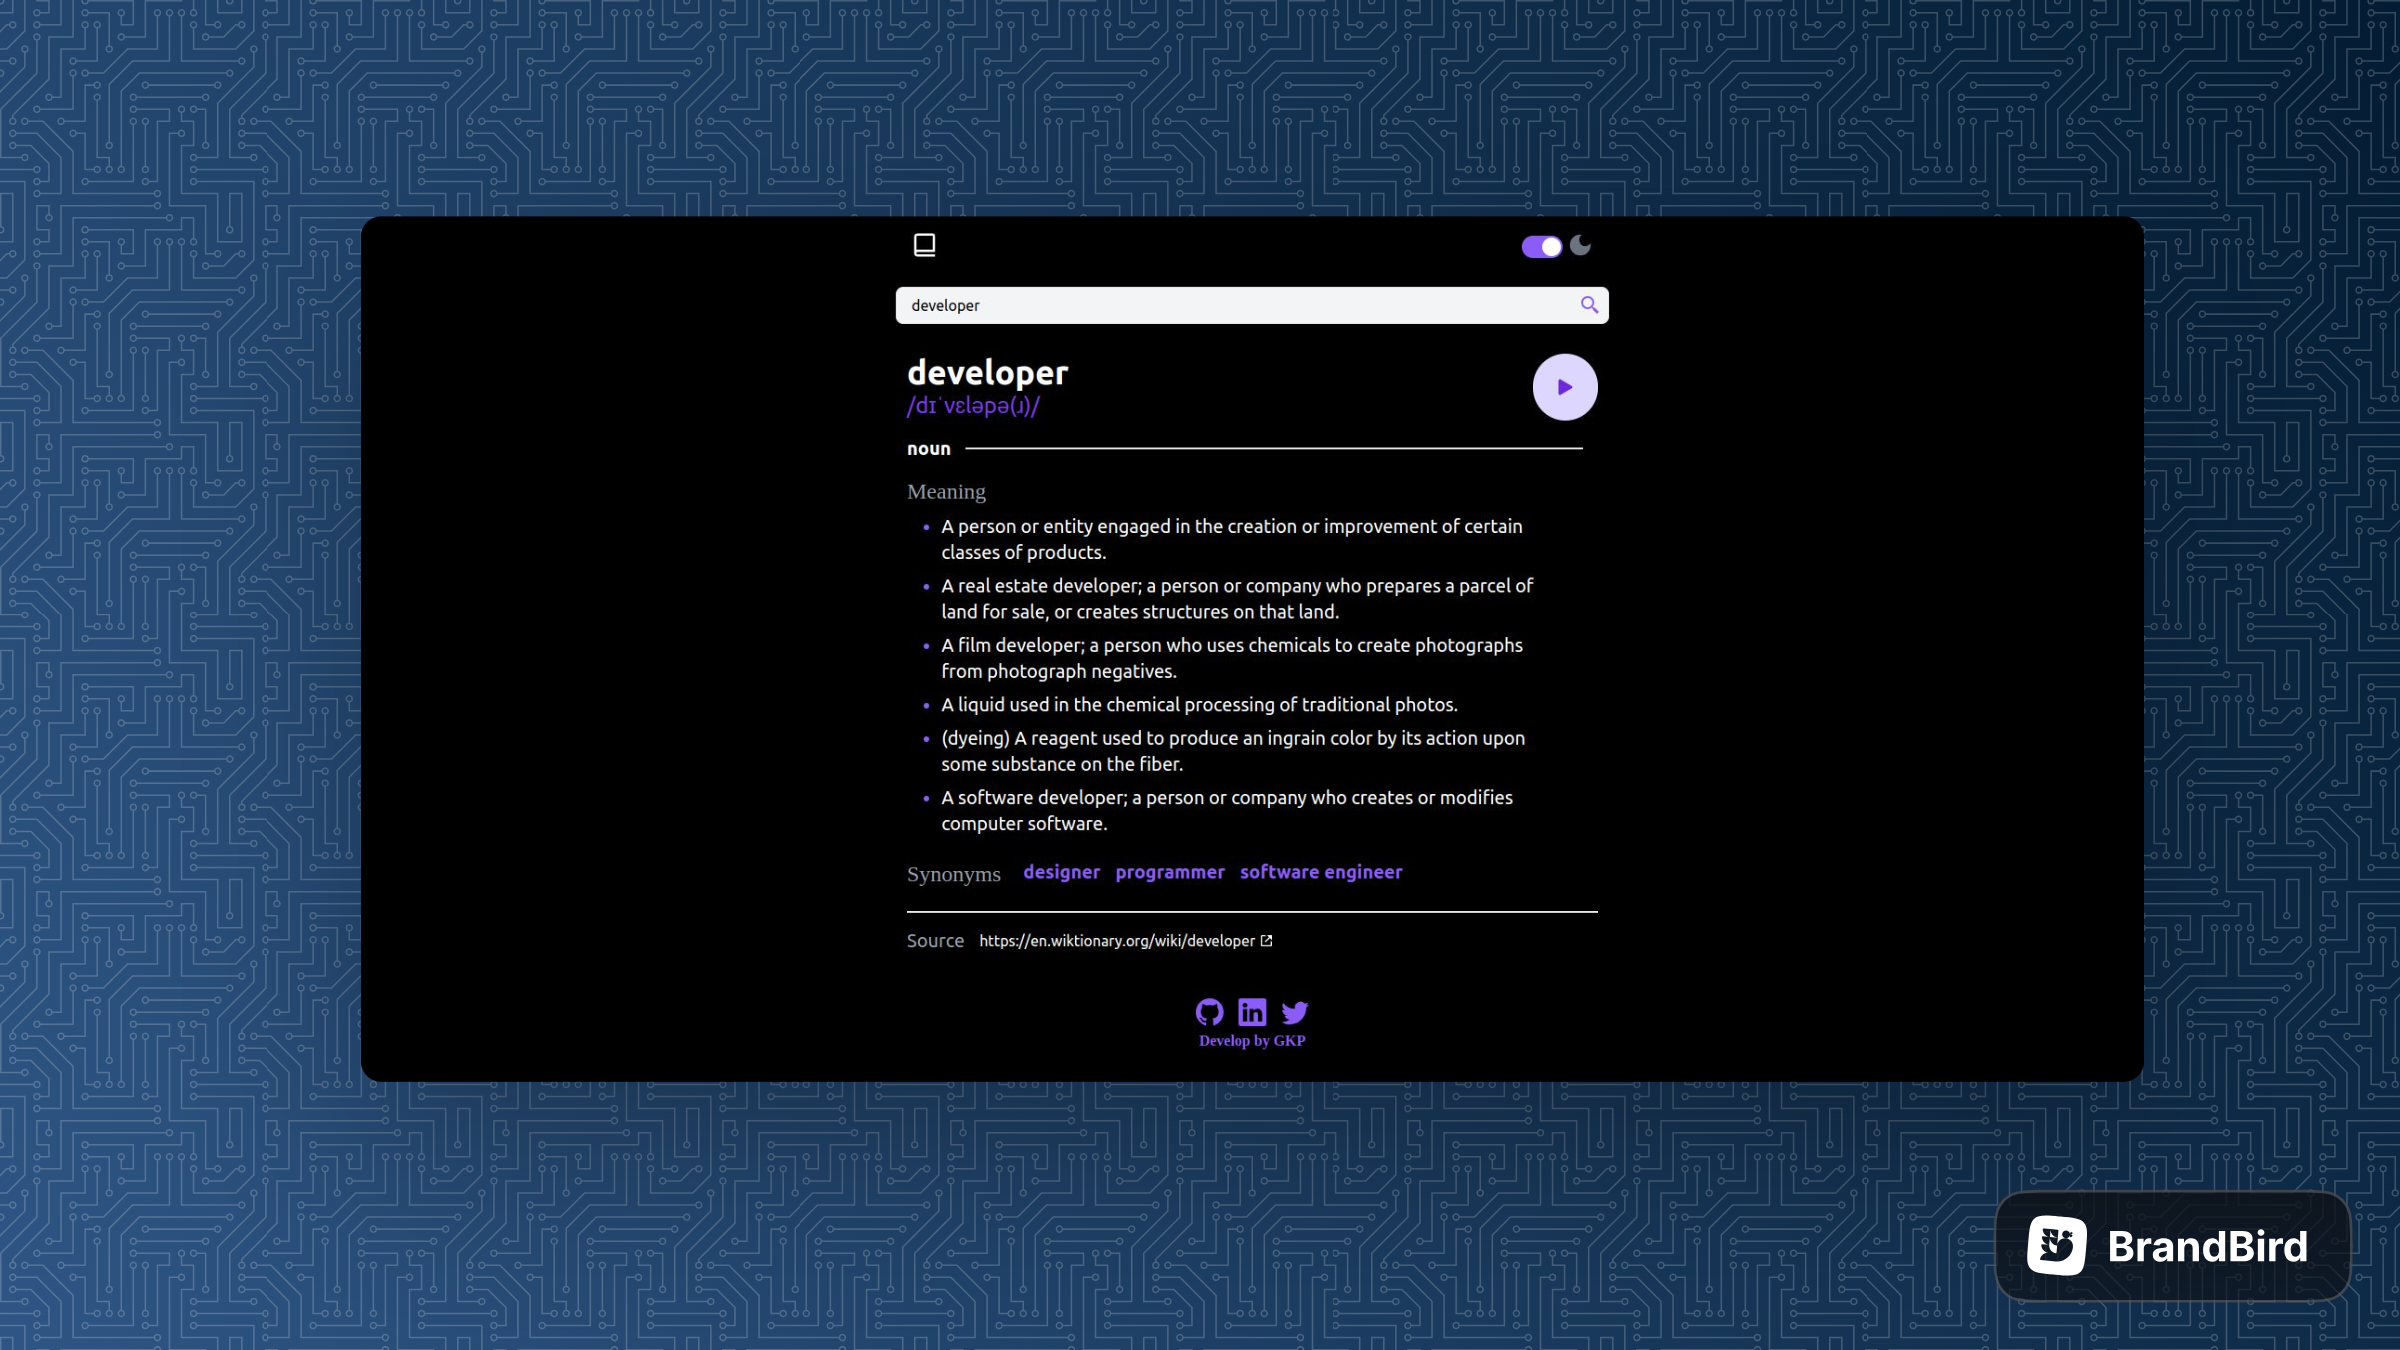 developer
developer
/dɪˈvɛləpə(ɹ)/
noun
Meaning
• A person or entity engaged in the creation or improvement of certain
classes of products.
• A real estate developer; a person or company who prepares a parcel of
land for sale, or creates structures on that land.
• A film developer; a person who uses chemicals to create photographs
from photograph negatives.
• A liquid used in the chemical processing of traditional photos.
• (dyeing) A reagent used to produce an ingrain color by its action upon
some substance on the fiber.
• A software developer; a person or company who creates or modifies
computer software.
Synonyms designer programmer software engineer
Source https://en.wiktionary.org/wiki/developer
Develop by GKP
BrandBird